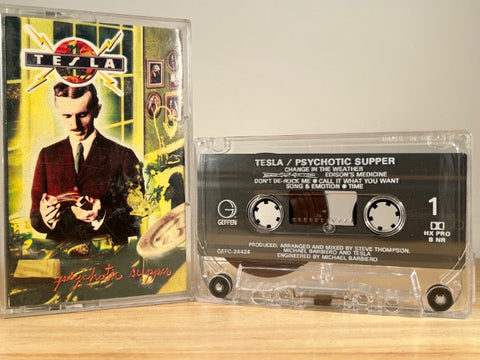 TESLA
psychotic supper
TESLA / PSYCHOTIC SUPPER
CHANGE IN THE WEATHER
EDISON'S MEDICINE
DON'T DE-ROCK ME ● CALL IT WHAT YOU WANT
SONG & EMOTION ● TIME
G
GEFFEN
1
HX PRO
B NR
GEFC-24424
PRODUCED, ARRANGED AND MIXED BY STEVE THOMPSON,
MICHAEL BARBIERO AND TESLA
ENGINEERED BY MICHAEL BARBIERO